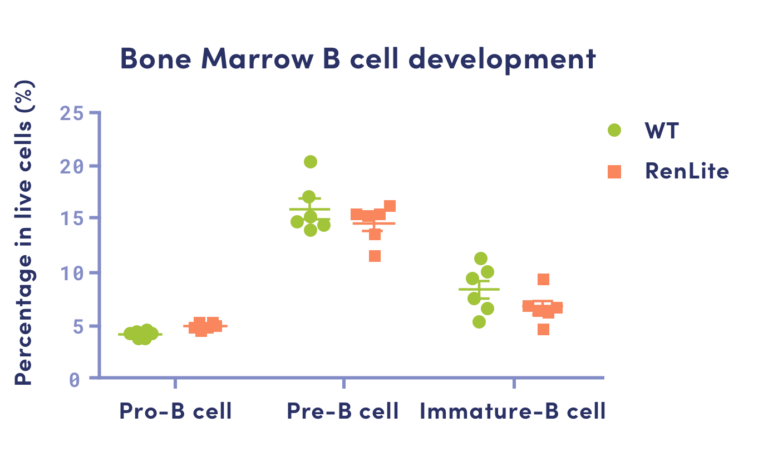 Bone Marrow B cell development
Percentage in live cells (%)
25
20
15
10
5
0
Pro-B cell
Pre-B cell
Immature-B cell
WT
RenLite